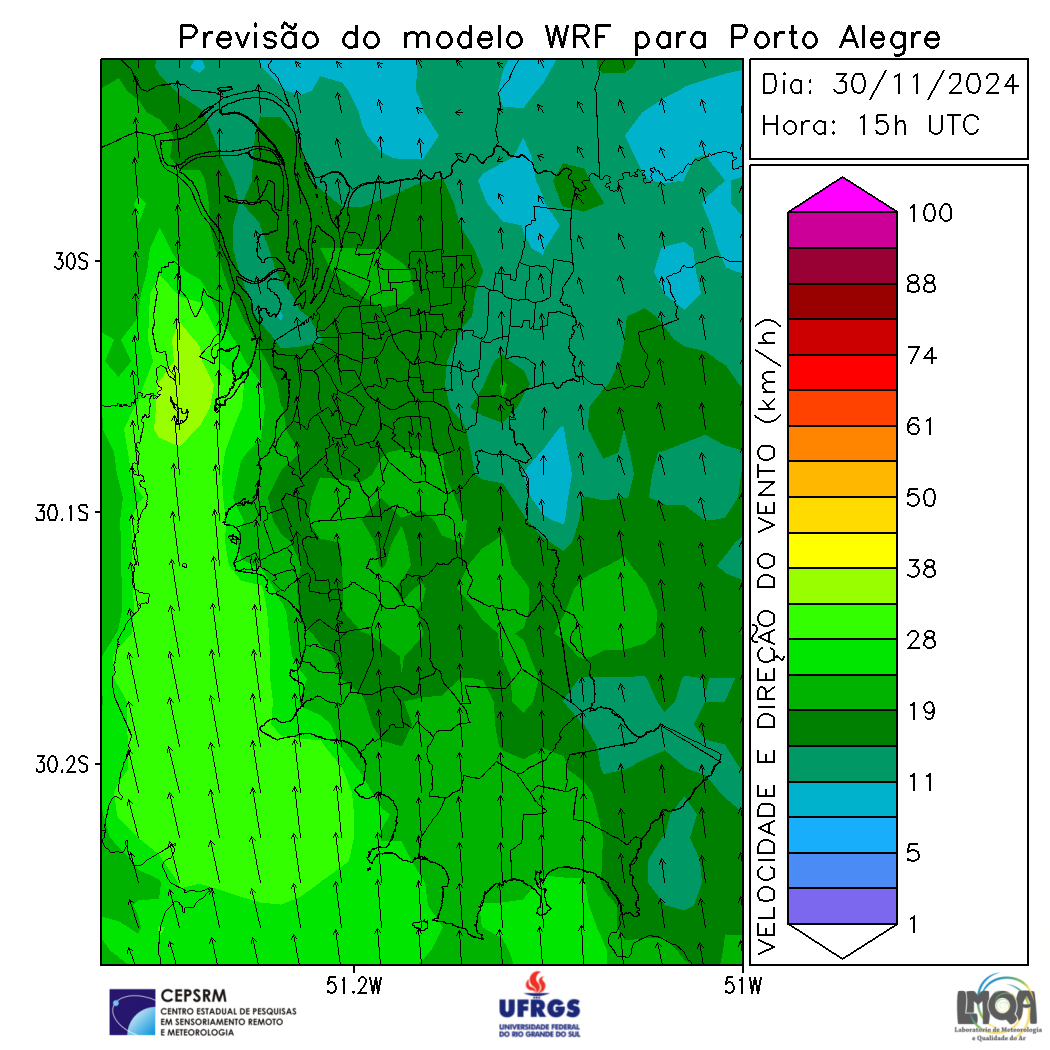 Previsão do modelo WRF para Porto Alegre
Dia: 30/11/2024
Hora: 15h UTC
100
88
74
61
50
38
28
19
11
5
1
VELOCIDADE E DIREÇÃO DO VENTO (km/h)
30S
30.1S
30.2S
51.2W
51W
CEPSRM
CENTRO ESTADUAL DE PESQUISAS
EM SENSORIAMENTO REMOTO
E METEOROLOGIA
UFRGS
UNIVERSIDADE FEDERAL
DO RIO GRANDE DO SUL
LMQA
Laboratório de Meteorologia
e Qualidade do Ar